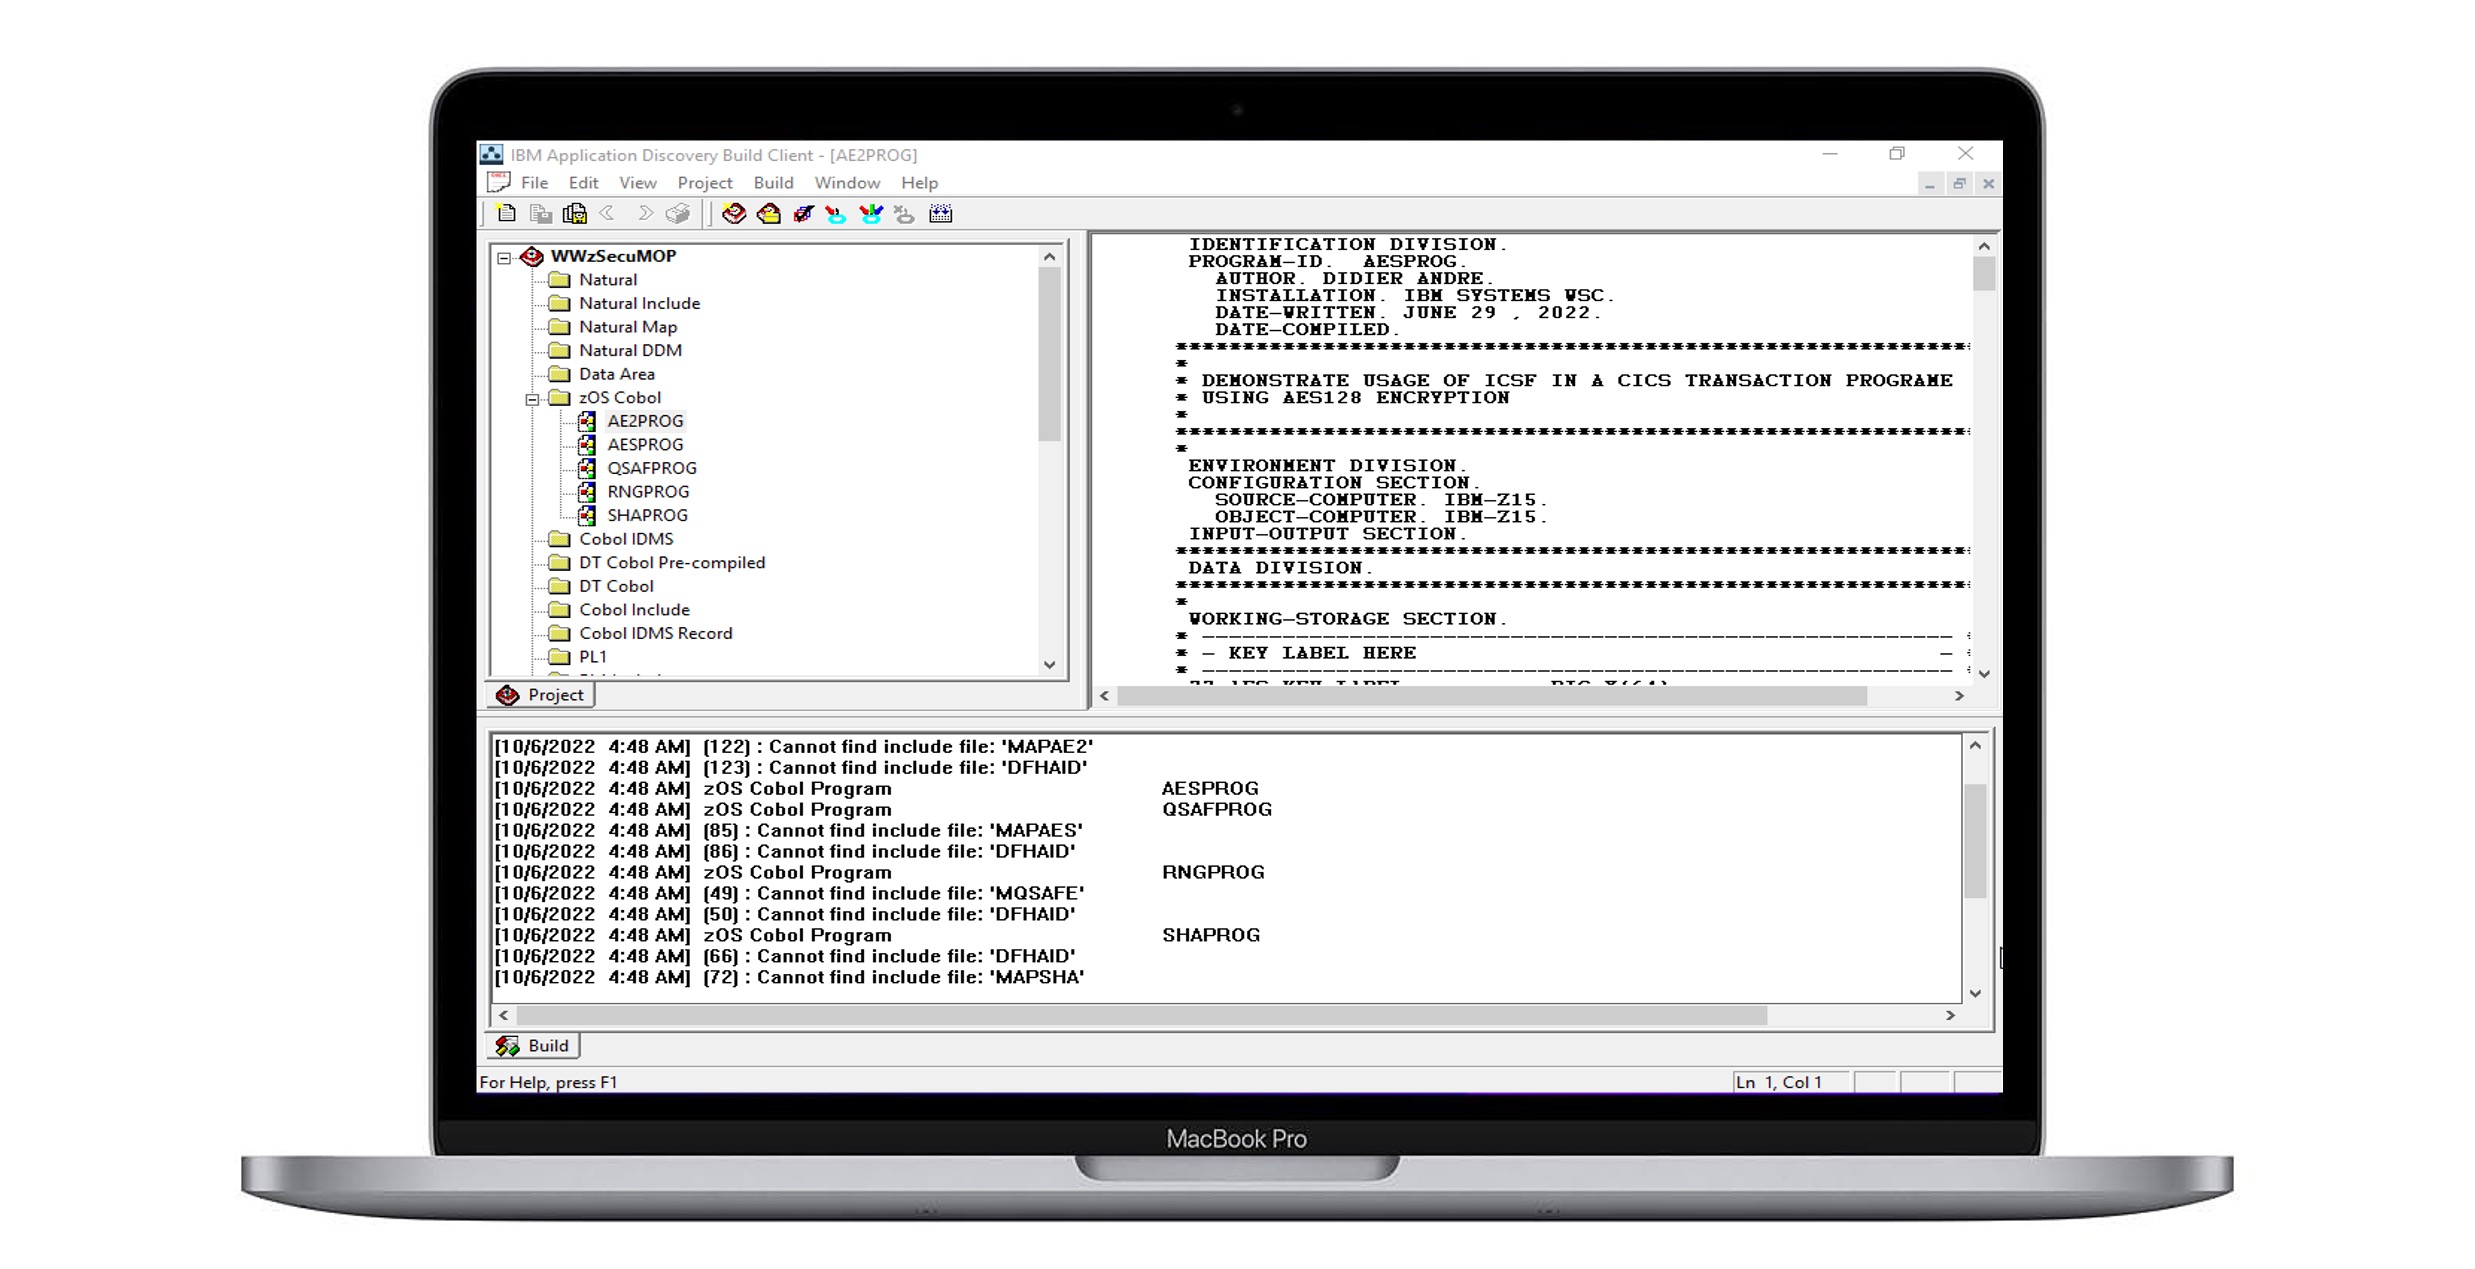 IBM Application Discovery Build Client - [AE2PROG]
File Edit View Project Build Window Help
WWzSecuMOP
Natural
Natural Include
Natural Map
Natural DDM
Data Area
zOS Cobol
AE2PROG
AESPROG
QSAFPROG
RNGPROG
SHAPROG
Cobol IDMS
DT Cobol Pre-compiled
DT Cobol
Cobol Include
Cobol IDMS Record
PL1
Project
IDENTIFICATION DIVISION.
PROGRAM-ID. AESPROG.
AUTHOR. DIDIER ANDRE.
INSTALLATION. IBM SYSTEMS WSC.
DATE-WRITTEN. JUNE 29 , 2022.
DATE-COMPILED.
************************************************************
*
* DEMONSTRATE USAGE OF ICSF IN A CICS TRANSACTION PROGRAME
* USING AES128 ENCRYPTION
*
************************************************************
*
ENVIRONMENT DIVISION.
CONFIGURATION SECTION.
SOURCE-COMPUTER. IBM-Z15.
OBJECT-COMPUTER. IBM-Z15.
INPUT-OUTPUT SECTION.
************************************************************
DATA DIVISION.
************************************************************
*
WORKING-STORAGE SECTION.
* --------------------------------------------------------
* - KEY LABEL HERE -
* --------------------------------------------------------
[10/6/2022 4:48 AM] (122) : Cannot find include file: 'MAPAE2'
[10/6/2022 4:48 AM] (123) : Cannot find include file: 'DFHAID'
[10/6/2022 4:48 AM] zOS Cobol Program AESPROG
[10/6/2022 4:48 AM] zOS Cobol Program QSAFPROG
[10/6/2022 4:48 AM] (85) : Cannot find include file: 'MAPAES'
[10/6/2022 4:48 AM] (86) : Cannot find include file: 'DFHAID'
[10/6/2022 4:48 AM] zOS Cobol Program RNGPROG
[10/6/2022 4:48 AM] (49) : Cannot find include file: 'MQSAFE'
[10/6/2022 4:48 AM] (50) : Cannot find include file: 'DFHAID'
[10/6/2022 4:48 AM] zOS Cobol Program SHAPROG
[10/6/2022 4:48 AM] (66) : Cannot find include file: 'DFHAID'
[10/6/2022 4:48 AM] (72) : Cannot find include file: 'MAPSHA'
Build
For Help, press F1
Ln 1, Col 1
MacBook Pro